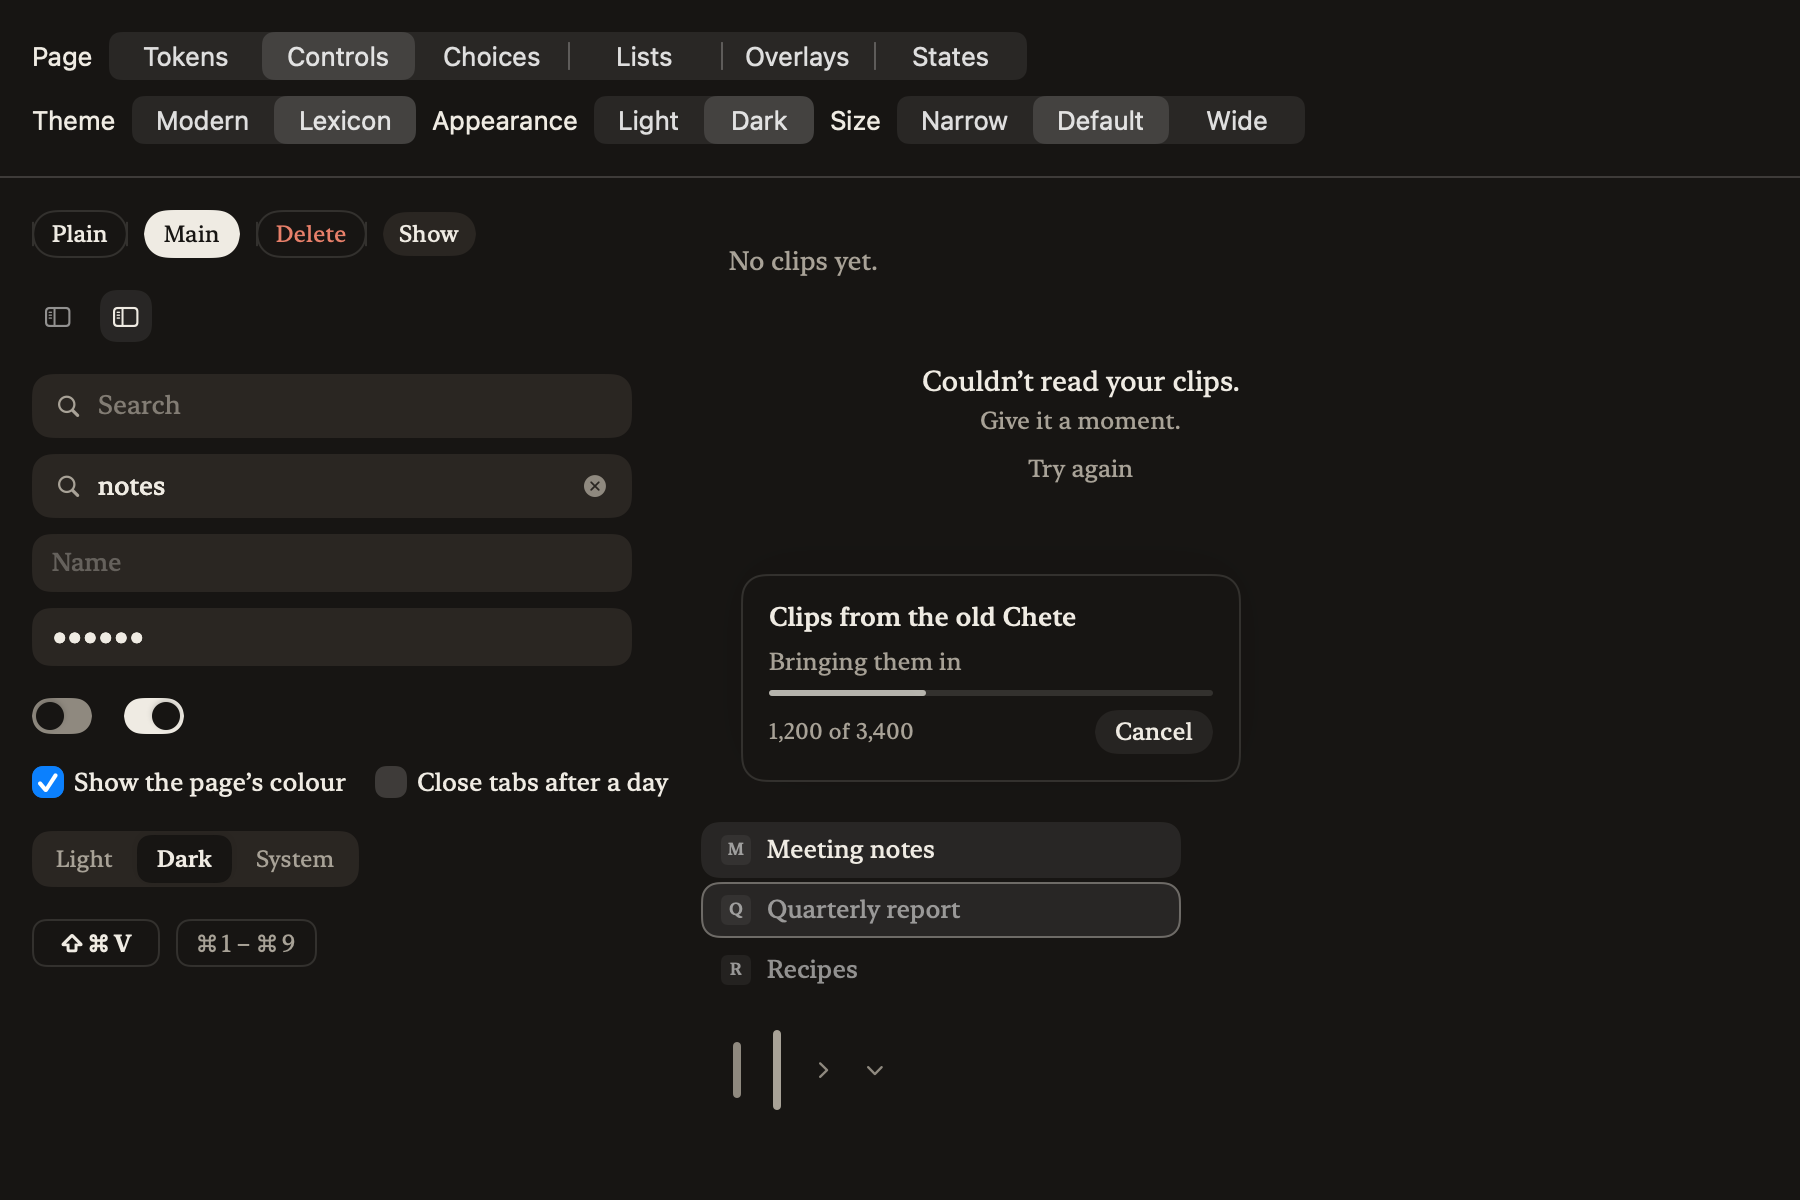 Page Tokens Controls Choices Lists Overlays States
Theme Modern Lexicon Appearance Light Dark Size Narrow Default Wide
Plain Main Delete Show
Search
notes
Name
Show the page’s colour Close tabs after a day
Light Dark System
⇧⌘V ⌘1 – ⌘9
No clips yet.
Couldn’t read your clips.
Give it a moment.
Try again
Clips from the old Chete
Bringing them in
1,200 of 3,400 Cancel
M Meeting notes
Q Quarterly report
R Recipes